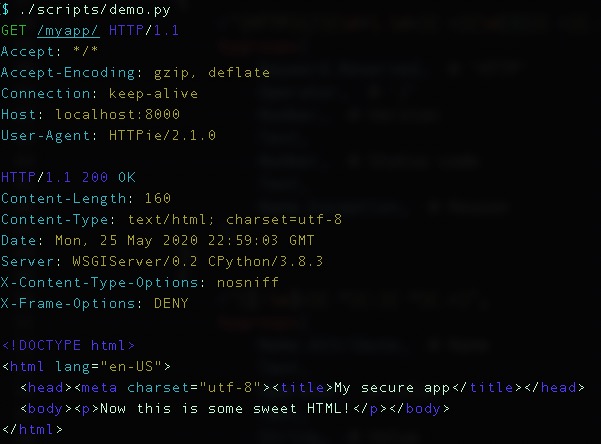 $ ./scripts/demo.py
GET /myapp/ HTTP/1.1
Accept: */*
Accept-Encoding: gzip, deflate
Connection: keep-alive
Host: localhost:8000
User-Agent: HTTPie/2.1.0

HTTP/1.1 200 OK
Content-Length: 160
Content-Type: text/html; charset=utf-8
Date: Mon, 25 May 2020 22:59:03 GMT
Server: WSGIServer/0.2 CPython/3.8.3
X-Content-Type-Options: nosniff
X-Frame-Options: DENY

<!DOCTYPE html>
<html lang="en-US">
  <head><meta charset="utf-8"><title>My secure app</title></head>
  <body><p>Now this is some sweet HTML!</p></body>
</html>